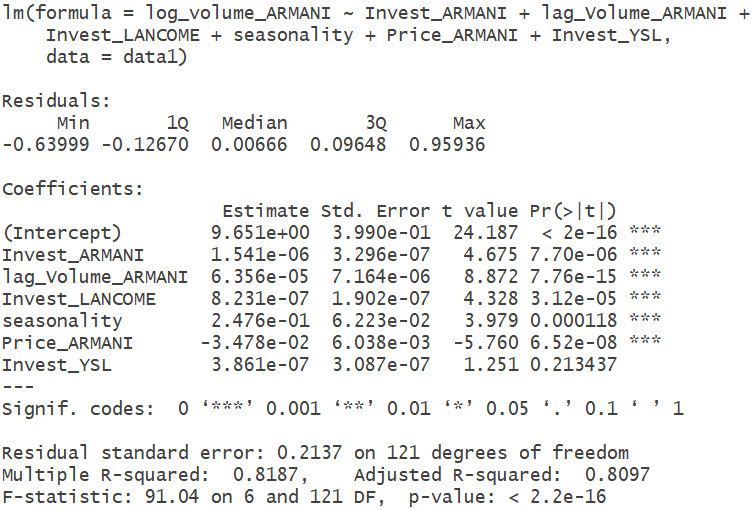 lm(formula = log_volume_ARMANI ~ Invest_ARMANI + lag_Volume_ARMANI +
    Invest_LANCOME + seasonality + Price_ARMANI + Invest_YSL,
    data = data1)

Residuals:
     Min       1Q   Median       3Q      Max
-0.63999 -0.12670  0.00666  0.09648  0.95936

Coefficients:
                    Estimate Std. Error t value Pr(>|t|)
(Intercept)        9.651e+00  3.990e-01  24.187  < 2e-16 ***
Invest_ARMANI      1.541e-06  3.296e-07   4.675 7.70e-06 ***
lag_Volume_ARMANI  6.356e-05  7.164e-06   8.872 7.76e-15 ***
Invest_LANCOME     8.231e-07  1.902e-07   4.328 3.12e-05 ***
seasonality        2.476e-01  6.223e-02   3.979 0.000118 ***
Price_ARMANI      -3.478e-02  6.038e-03  -5.760 6.52e-08 ***
Invest_YSL         3.861e-07  3.087e-07   1.251 0.213437
---
Signif. codes:  0 ‘***’ 0.001 ‘**’ 0.01 ‘*’ 0.05 ‘.’ 0.1 ‘ ’ 1

Residual standard error: 0.2137 on 121 degrees of freedom
Multiple R-squared:  0.8187,    Adjusted R-squared:  0.8097
F-statistic: 91.04 on 6 and 121 DF,  p-value: < 2.2e-16